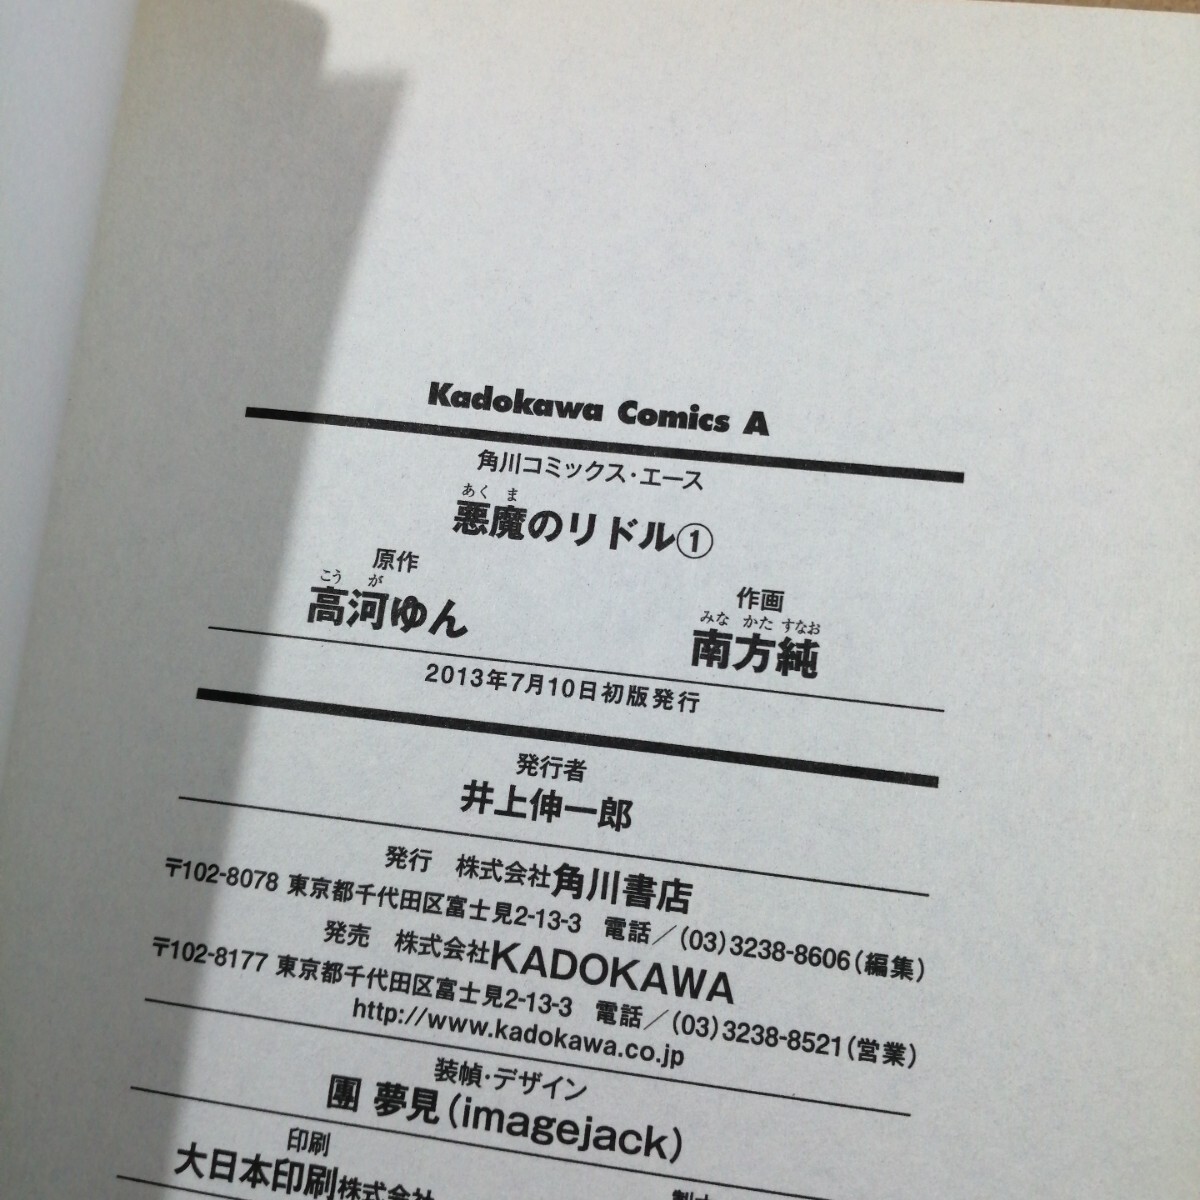 Kadokawa Comics A
角川コミックス・エース
あくま
悪魔のリドル①
原作
こうが
高河ゆん
作画
みなかたすなお
南方純
2013年7月10日初版発行
発行者
井上伸一郎
発行 株式会社角川書店
〒102-8078 東京都千代田区富士見2-13-3 電話／(03)3238-8606(編集)
発売 株式会社KADOKAWA
〒102-8177 東京都千代田区富士見2-13-3 電話／(03)3238-8521(営業)
http://www.kadokawa.co.jp
装幀・デザイン
團 夢見(imagejack)
印刷
大日本印刷株式会社